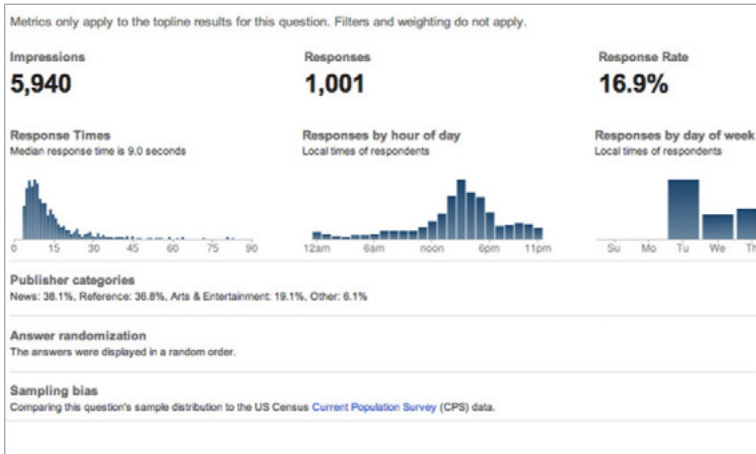 Metrics only apply to the topline results for this question. Filters and weighting do not apply.
Impressions
5,940
Responses
1,001
Response Rate
16.9%
Response Times
Median response time is 9.0 seconds
Responses by hour of day
Local times of respondents
Responses by day of week
Local times of respondents
0 15 30 45 60 75 90
12am 6am noon 6pm 11pm
Su Mo Tu We Th
Publisher categories
News: 38.1%, Reference: 36.8%, Arts & Entertainment: 19.1%, Other: 6.1%
Answer randomization
The answers were displayed in a random order.
Sampling bias
Comparing this question's sample distribution to the US Census Current Population Survey (CPS) data.